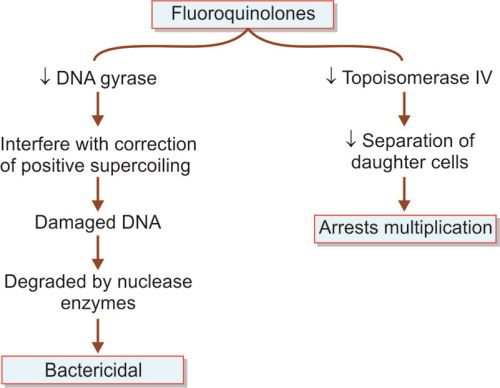 Fluoroquinolones
↓ DNA gyrase
Interfere with correction
of positive supercoiling
Damaged DNA
Degraded by nuclease
enzymes
Bactericidal
↓ Topoisomerase IV
↓ Separation of
daughter cells
Arrests multiplication